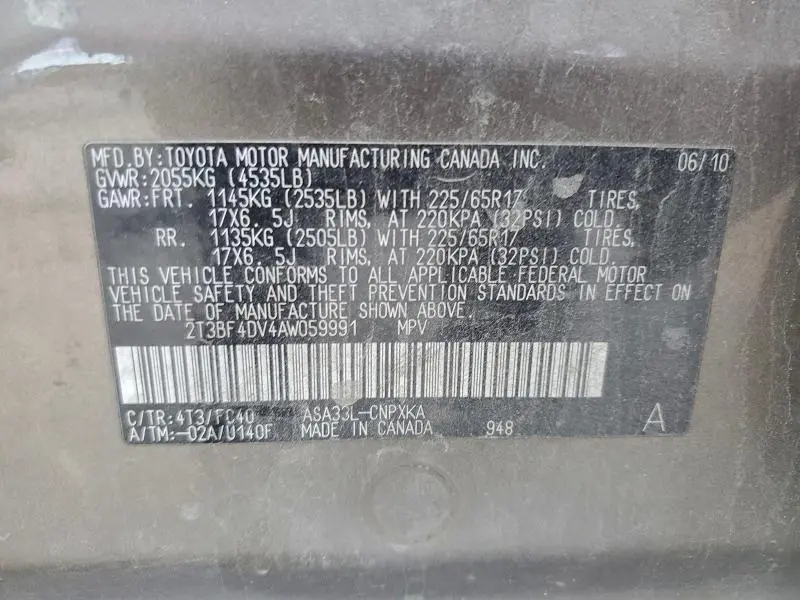 MFD.BY:TOYOTA MOTOR MANUFACTURING CANADA INC. 06/10
GVWR:2055KG (4535LB)
GAWR:FRT. 1145KG (2535LB) WITH 225/65R17 TIRES,
17X6. 5J RIMS, AT 220KPA (32PSI) COLD.
RR. 1135KG (2505LB) WITH 225/65R17 TIRES,
17X6. 5J RIMS, AT 220KPA (32PSI) COLD.
THIS VEHICLE CONFORMS TO ALL APPLICABLE FEDERAL MOTOR
VEHICLE SAFETY AND THEFT PREVENTION STANDARDS IN EFFECT ON
THE DATE OF MANUFACTURE SHOWN ABOVE.
2T3BF4DV4AW059991 MPV
C/TR:4T3/FC40 ASA33L-CNPXKA A
A/TM:-02A/U140F MADE IN CANADA 948